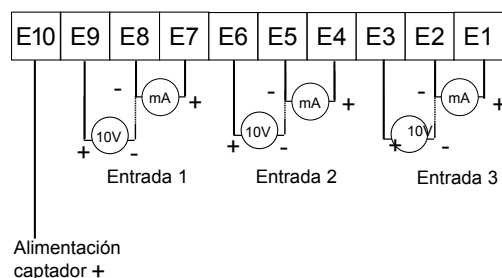 E10 E9 E8 E7 E6 E5 E4 E3 E2 E1
- mA + - mA + - mA +
+ 10V - + 10V - + 10V -
Entrada 1 Entrada 2 Entrada 3
Alimentación
captador +